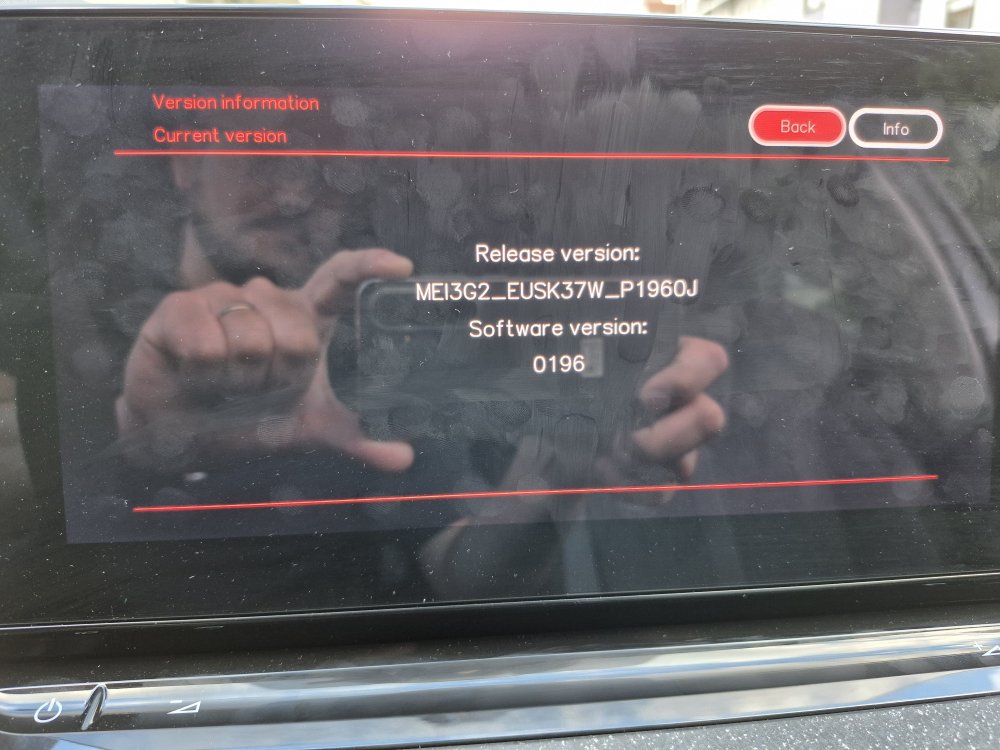 Version information
Current version
Back
Info
Release version:
MEI3G2_EUSK37W_P1960J
Software version:
0196